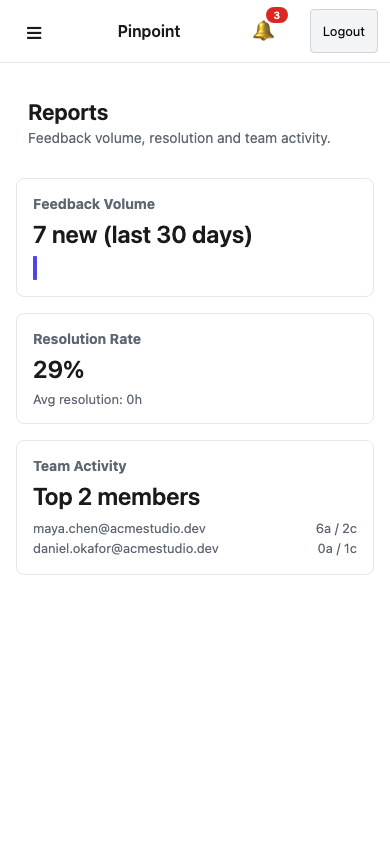 Pinpoint
3
Logout
Reports
Feedback volume, resolution and team activity.
Feedback Volume
7 new (last 30 days)
Resolution Rate
29%
Avg resolution: 0h
Team Activity
Top 2 members
maya.chen@acmestudio.dev 6a / 2c
daniel.okafor@acmestudio.dev 0a / 1c